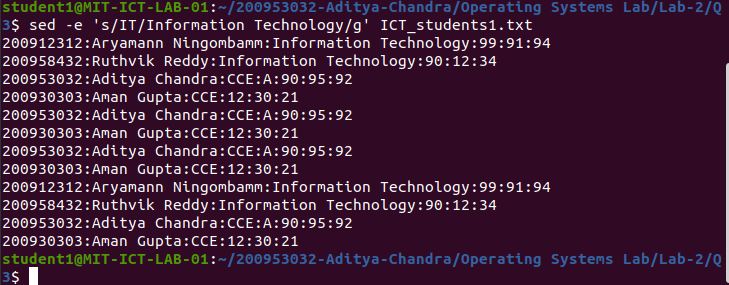 student1@MIT-ICT-LAB-01:~/200953032-Aditya-Chandra/Operating Systems Lab/Lab-2/Q
3$ sed -e 's/IT/Information Technology/g' ICT_students1.txt
200912312:Aryamann Ningombamm:Information Technology:99:91:94
200958432:Ruthvik Reddy:Information Technology:90:12:34
200953032:Aditya Chandra:CCE:A:90:95:92
200930303:Aman Gupta:CCE:12:30:21
200953032:Aditya Chandra:CCE:A:90:95:92
200930303:Aman Gupta:CCE:12:30:21
200953032:Aditya Chandra:CCE:A:90:95:92
200930303:Aman Gupta:CCE:12:30:21
200912312:Aryamann Ningombamm:Information Technology:99:91:94
200958432:Ruthvik Reddy:Information Technology:90:12:34
200953032:Aditya Chandra:CCE:A:90:95:92
200930303:Aman Gupta:CCE:12:30:21
student1@MIT-ICT-LAB-01:~/200953032-Aditya-Chandra/Operating Systems Lab/Lab-2/Q
3$